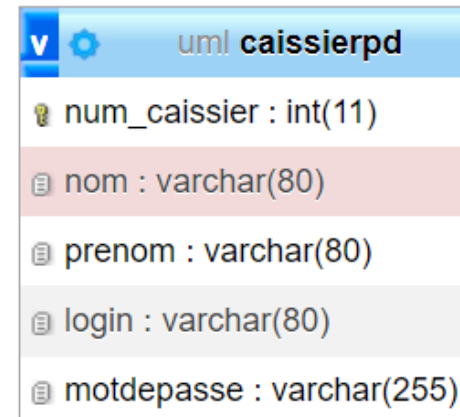 v uml caissierpd
num_caissier : int(11)
nom : varchar(80)
prenom : varchar(80)
login : varchar(80)
motdepasse : varchar(255)